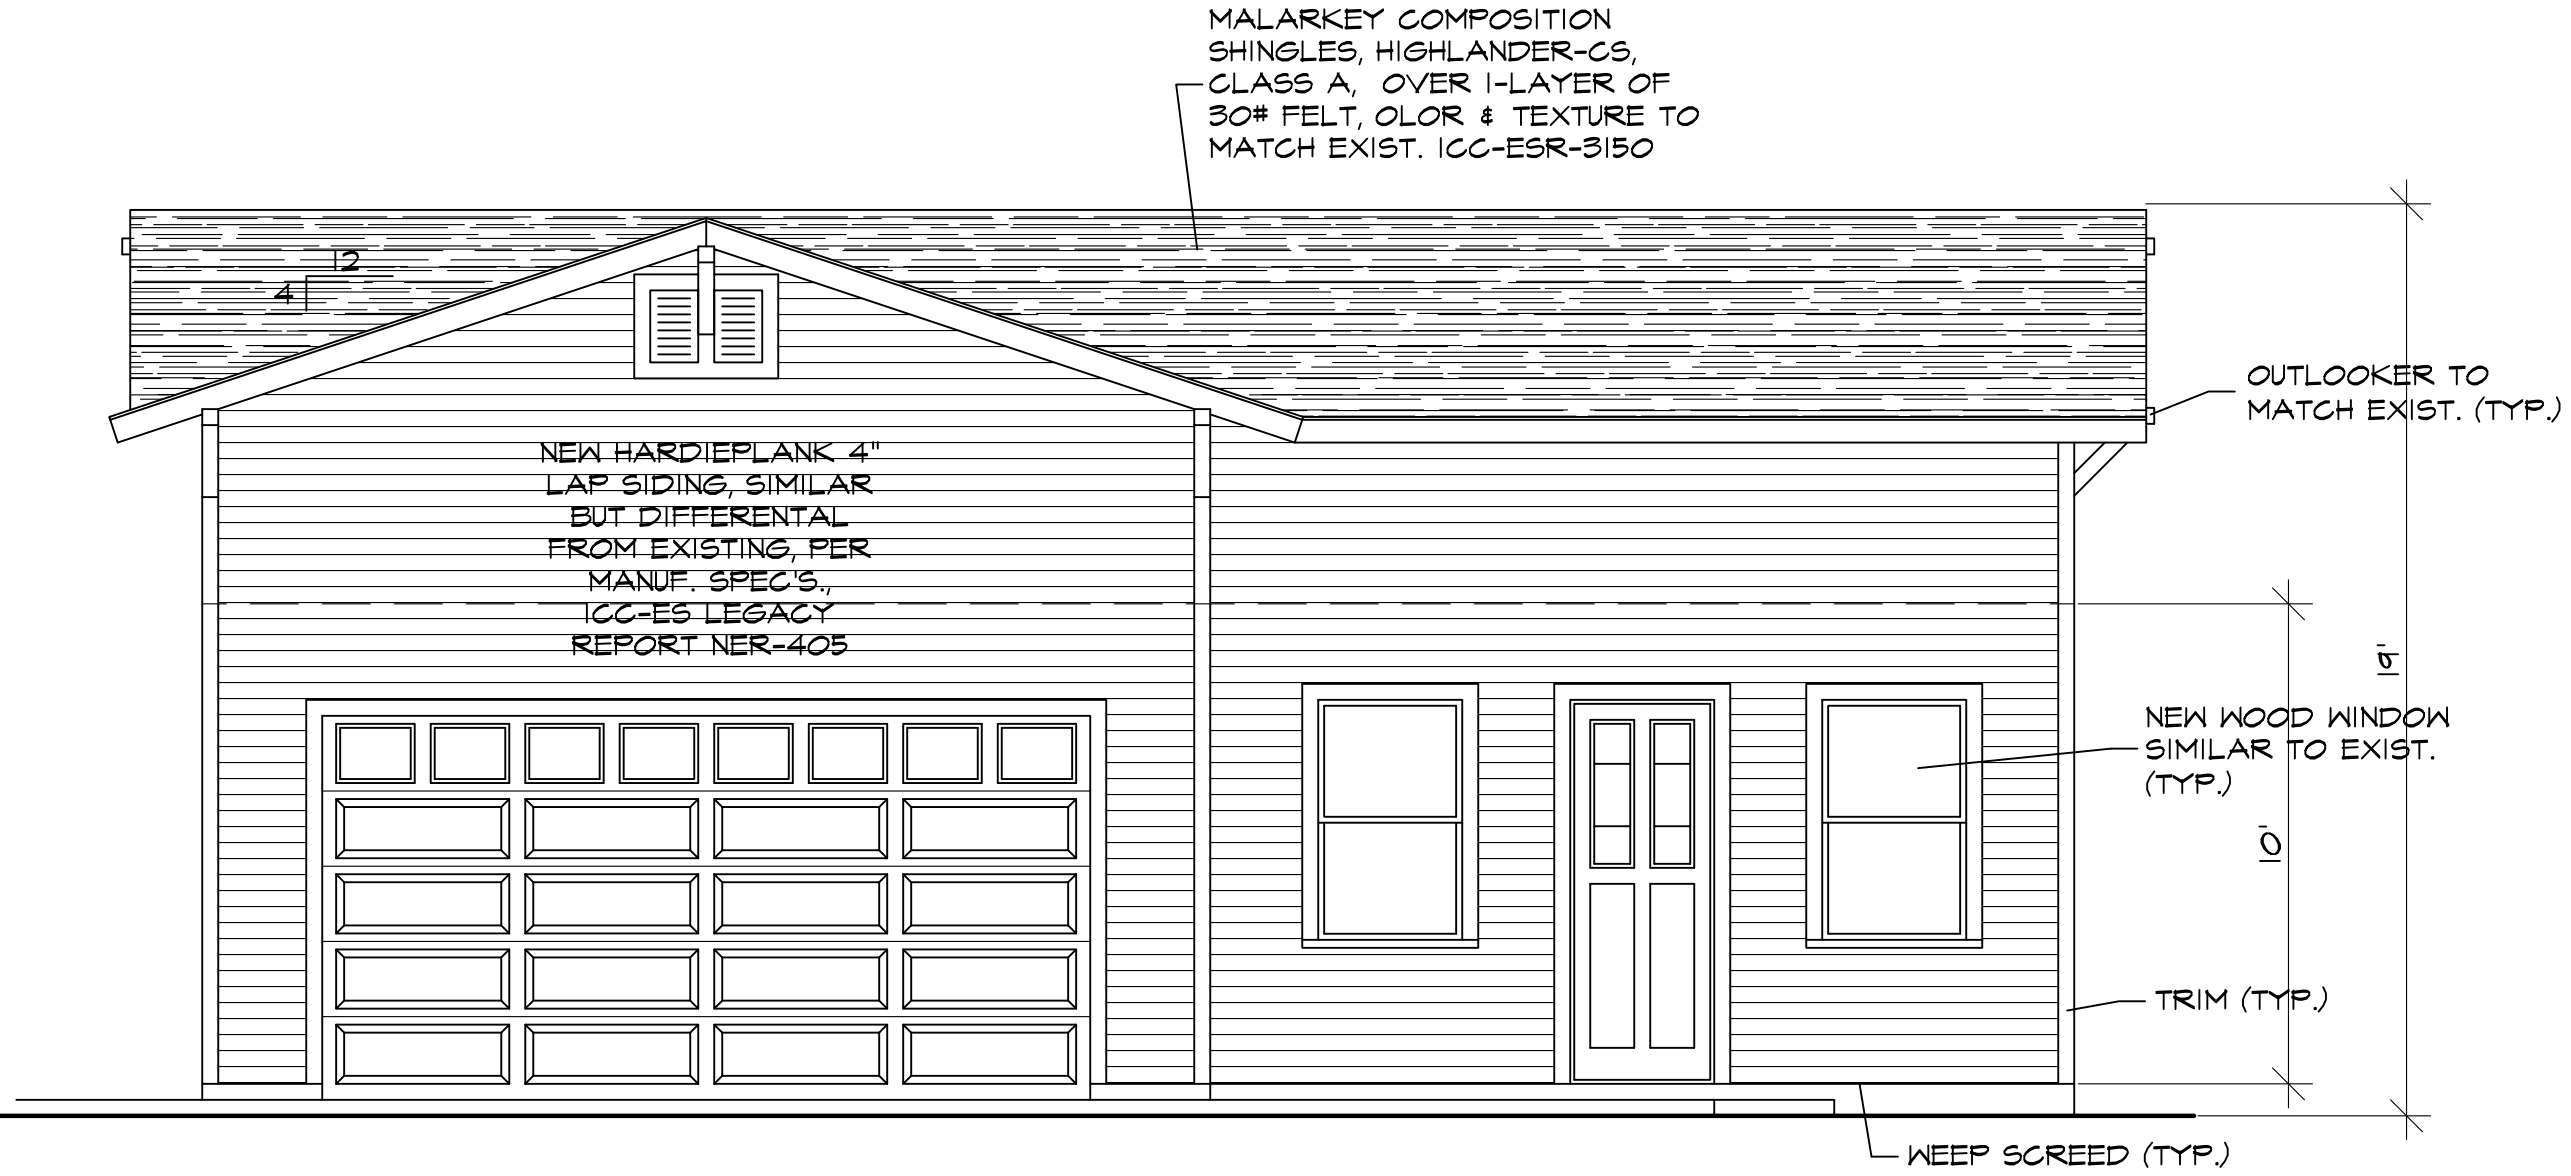 MALARKEY COMPOSITION
SHINGLES, HIGHLANDER-CS,
CLASS A, OVER 1-LAYER OF
30# FELT, OLOR & TEXTURE TO
MATCH EXIST. ICC-ESR-3150
12
4
OUTLOOKER TO
MATCH EXIST. (TYP.)
NEW HARDIEPLANK 4"
LAP SIDING, SIMILAR
BUT DIFFERENTAL
FROM EXISTING, PER
MANUF. SPEC'S.,
ICC-ES LEGACY
REPORT NER-405
19'
NEW WOOD WINDOW
SIMILAR TO EXIST.
(TYP.)
10'
TRIM (TYP.)
WEEP SCREED (TYP.)